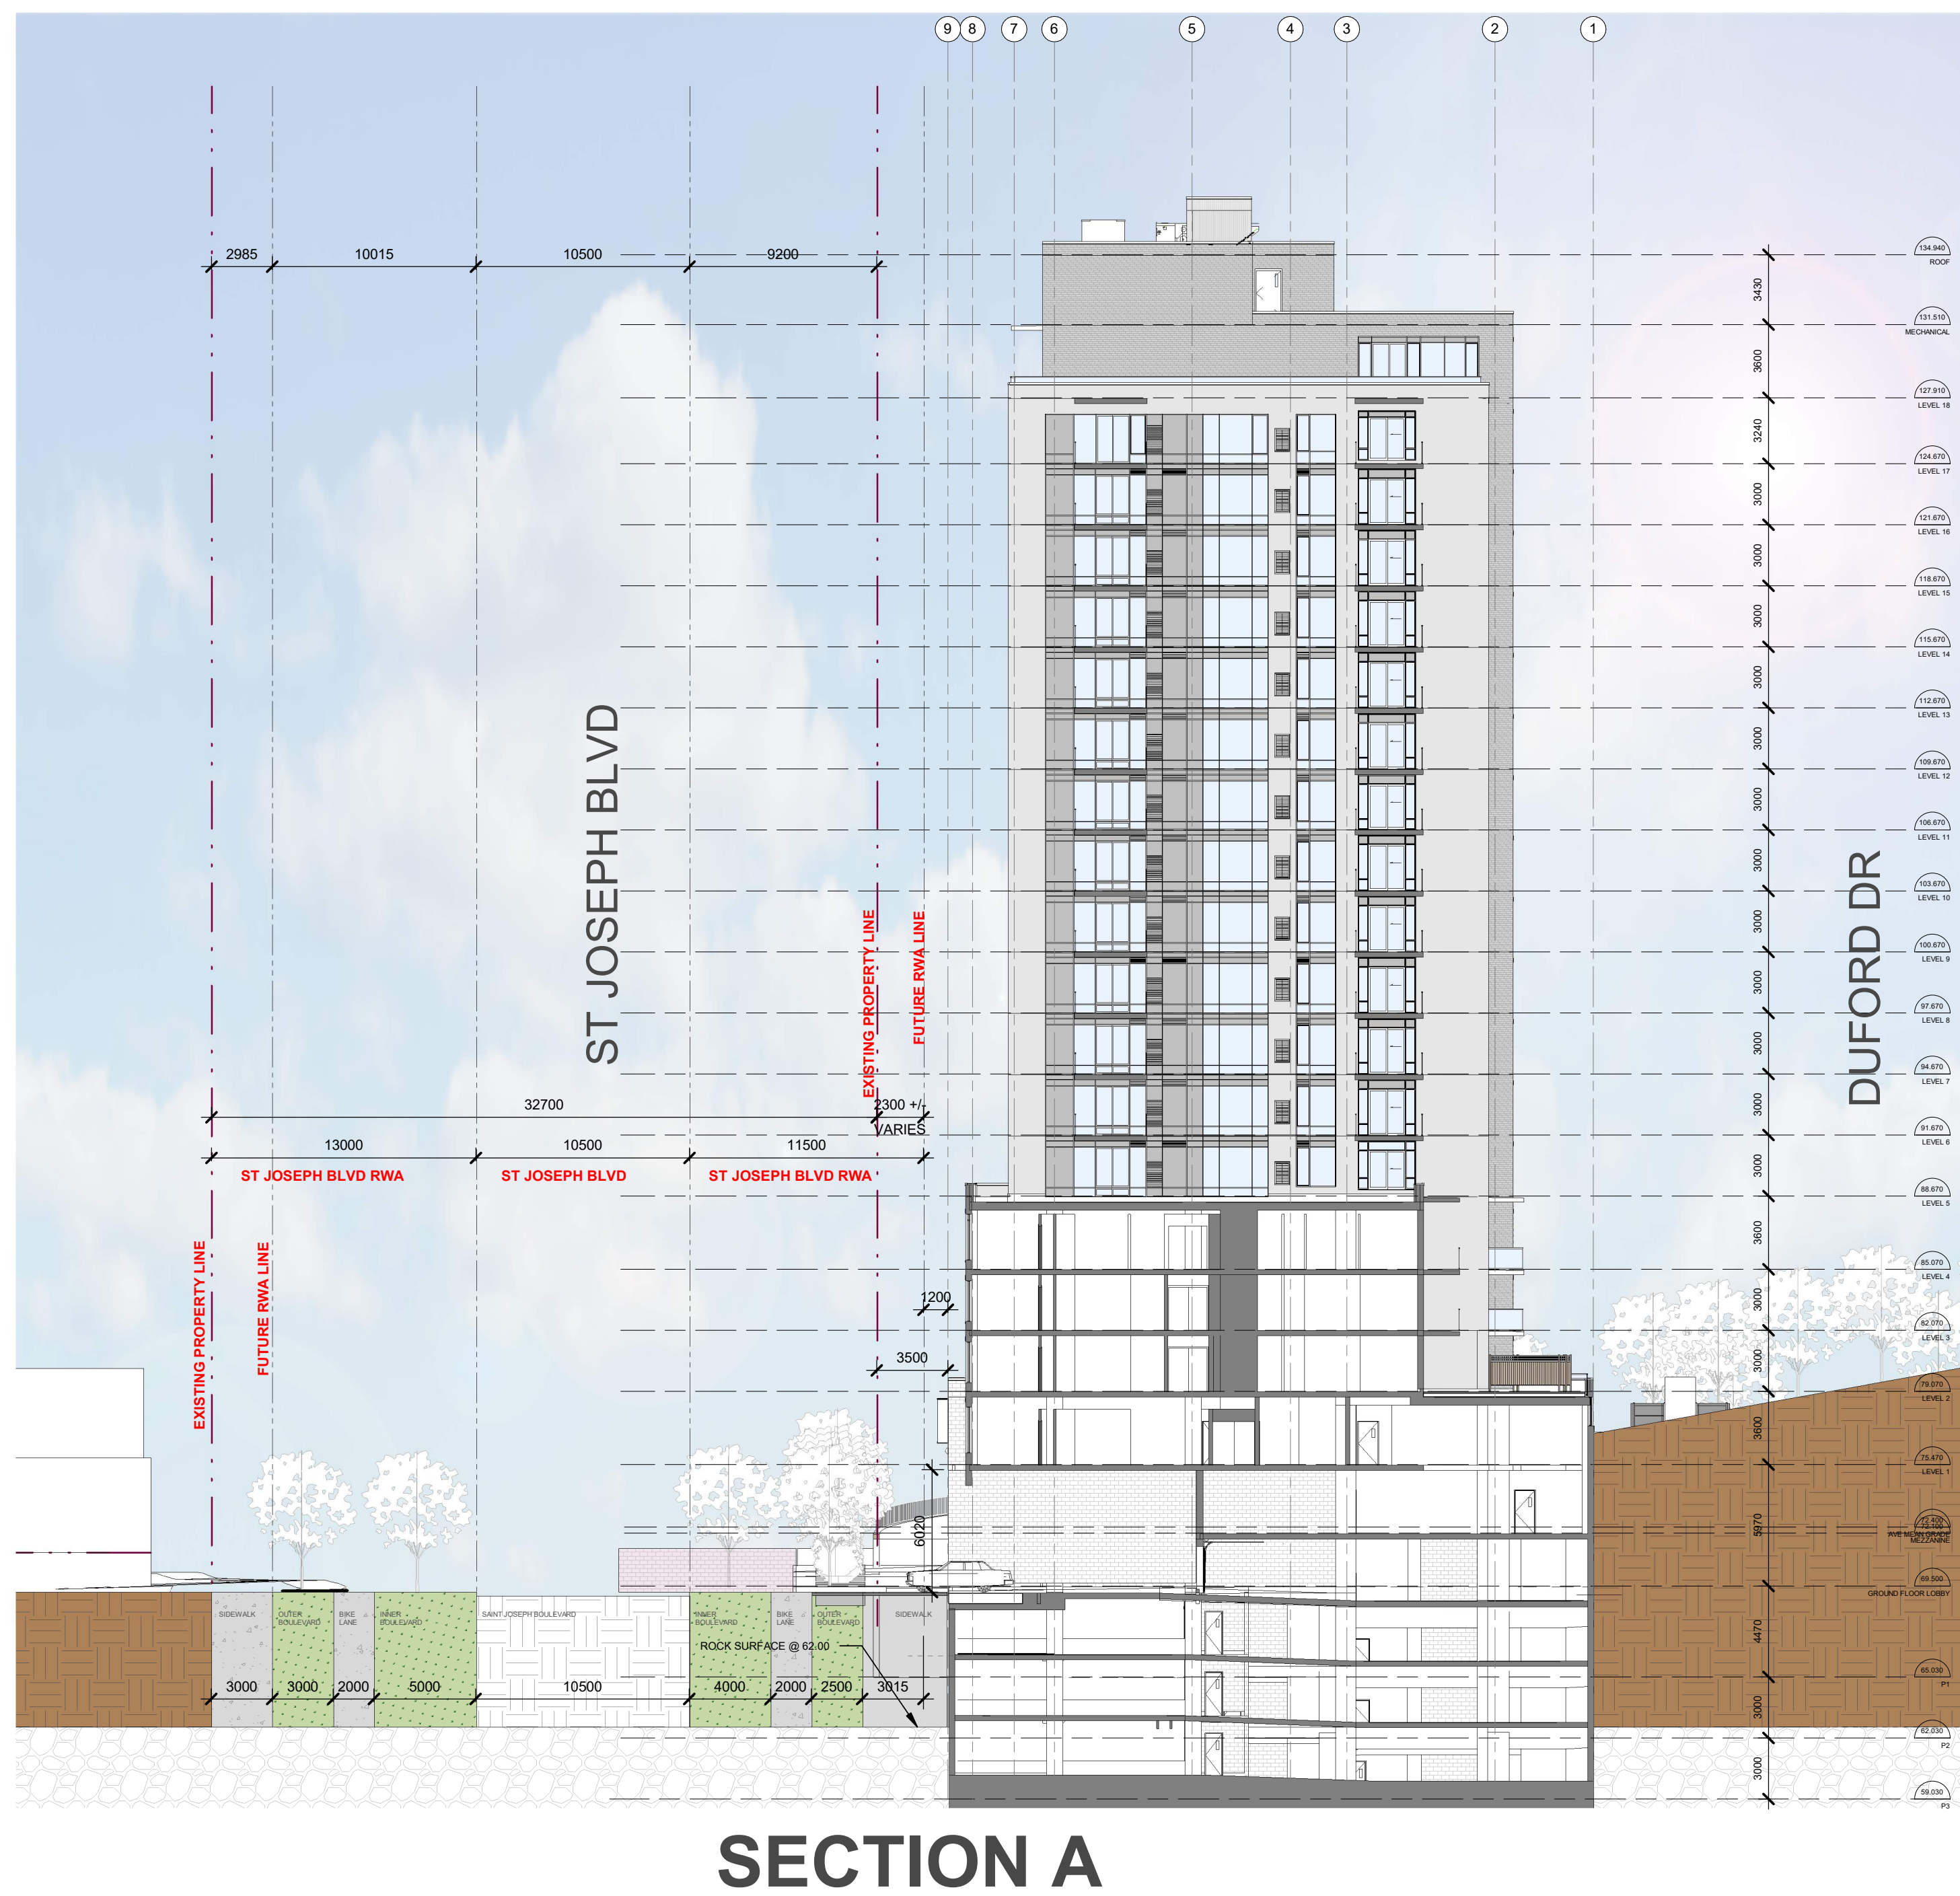 9 8 7 6 5 4 3 2 1
2985 10015 10500 9200
134.940
ROOF
3430
131.510
MECHANICAL
3600
127.910
LEVEL 18
3240
124.670
LEVEL 17
3000
121.670
LEVEL 16
3000
118.670
LEVEL 15
3000
115.670
LEVEL 14
3000
112.670
LEVEL 13
3000
109.670
LEVEL 12
3000
106.670
LEVEL 11
3000
103.670
LEVEL 10
3000
100.670
LEVEL 9
3000
97.670
LEVEL 8
3000
94.670
LEVEL 7
3000
91.670
LEVEL 6
3000
88.670
LEVEL 5
3600
85.070
LEVEL 4
3000
82.070
LEVEL 3
3000
79.070
LEVEL 2
3600
75.470
LEVEL 1
5970
72.400
72.100
AVE MEAN GRADE
MEZZANINE
69.500
GROUND FLOOR LOBBY
4470
65.030
P1
3000
62.030
P2
3000
59.030
P3
ST JOSEPH BLVD
DUFORD DR
EXISTING PROPERTY LINE
FUTURE RWA LINE
32700
2300 +/-
VARIES
13000 10500 11500
ST JOSEPH BLVD RWA
ST JOSEPH BLVD
ST JOSEPH BLVD RWA
EXISTING PROPERTY LINE
FUTURE RWA LINE
1200
3500
6020
SIDEWALK
OUTER
BOULEVARD
BIKE
LANE
INNER
BOULEVARD
SAINT JOSEPH BOULEVARD
INNER
BOULEVARD
BIKE
LANE
OUTER
BOULEVARD
SIDEWALK
ROCK SURFACE @ 62.00
3000 3000 2000 5000 10500 4000 2000 2500 3015
SECTION A